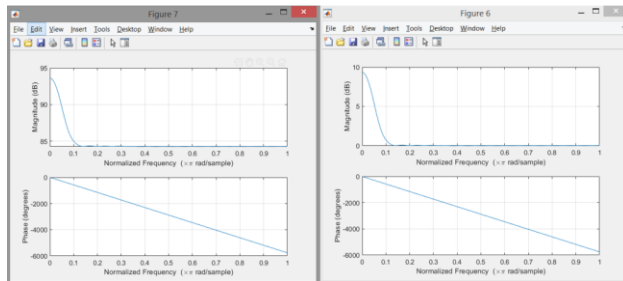 Figure 7
File Edit View Insert Tools Desktop Window Help
95
90
85
Magnitude (dB)
0 0.1 0.2 0.3 0.4 0.5 0.6 0.7 0.8 0.9 1
Normalized Frequency (×π rad/sample)
0
-2000
-4000
-6000
Phase (degrees)
0 0.1 0.2 0.3 0.4 0.5 0.6 0.7 0.8 0.9 1
Normalized Frequency (×π rad/sample)
Figure 6
File Edit View Insert Tools Desktop Window Help
10
5
0
Magnitude (dB)
0 0.1 0.2 0.3 0.4 0.5 0.6 0.7 0.8 0.9 1
Normalized Frequency (×π rad/sample)
0
-2000
-4000
-6000
Phase (degrees)
0 0.1 0.2 0.3 0.4 0.5 0.6 0.7 0.8 0.9 1
Normalized Frequency (×π rad/sample)